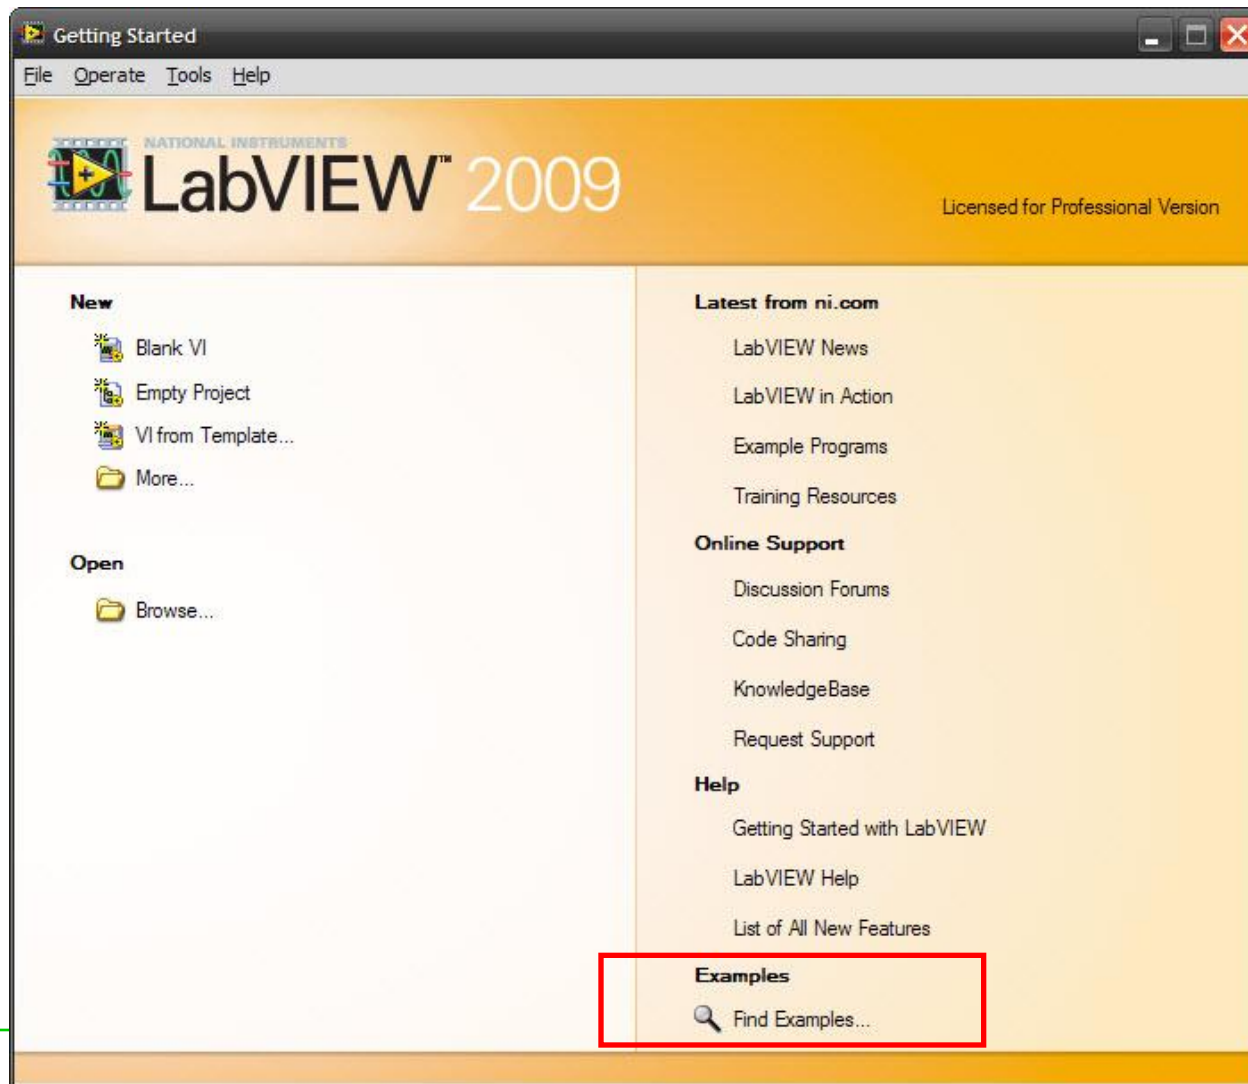 Getting Started
File Operate Tools Help
NATIONAL INSTRUMENTS
LabVIEW™ 2009
Licensed for Professional Version
New
Blank VI
Empty Project
VI from Template...
More...
Open
Browse...
Latest from ni.com
LabVIEW News
LabVIEW in Action
Example Programs
Training Resources
Online Support
Discussion Forums
Code Sharing
KnowledgeBase
Request Support
Help
Getting Started with LabVIEW
LabVIEW Help
List of All New Features
Examples
Find Examples...